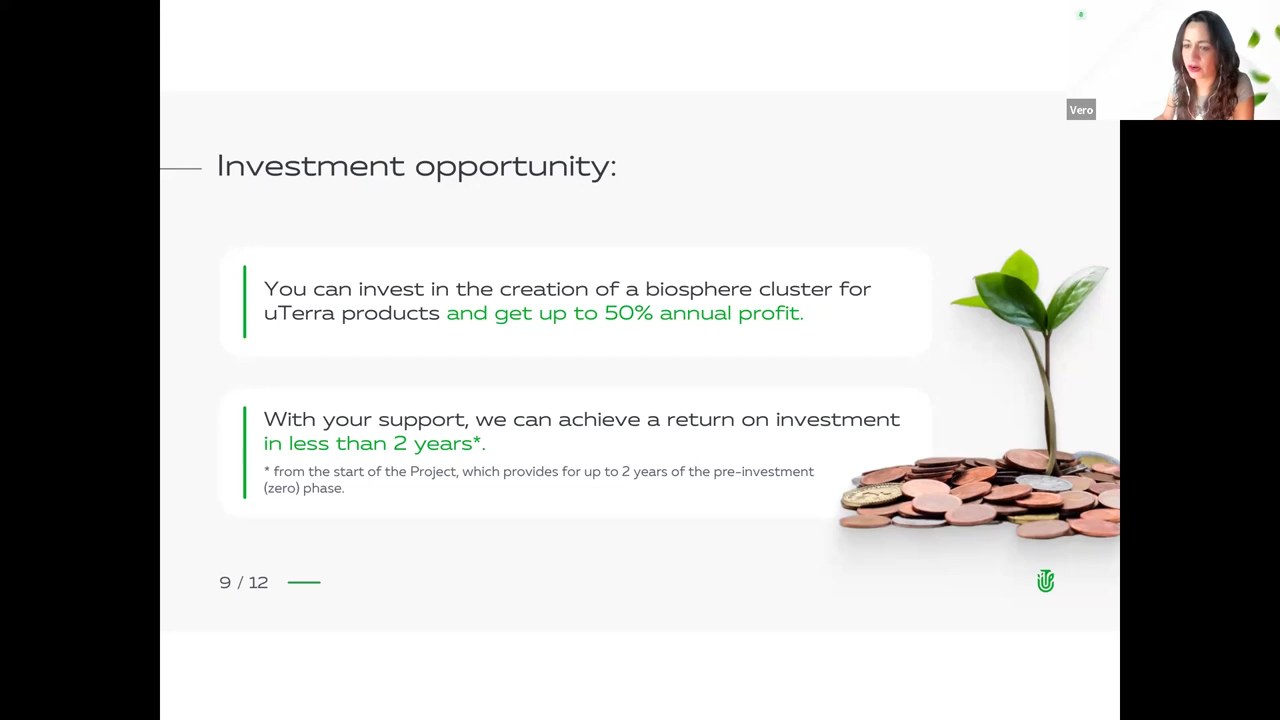 Vero
Investment opportunity:
You can invest in the creation of a biosphere cluster for
uTerra products and get up to 50% annual profit.
With your support, we can achieve a return on investment
in less than 2 years*.
* from the start of the Project, which provides for up to 2 years of the pre-investment
(zero) phase.
9 / 12